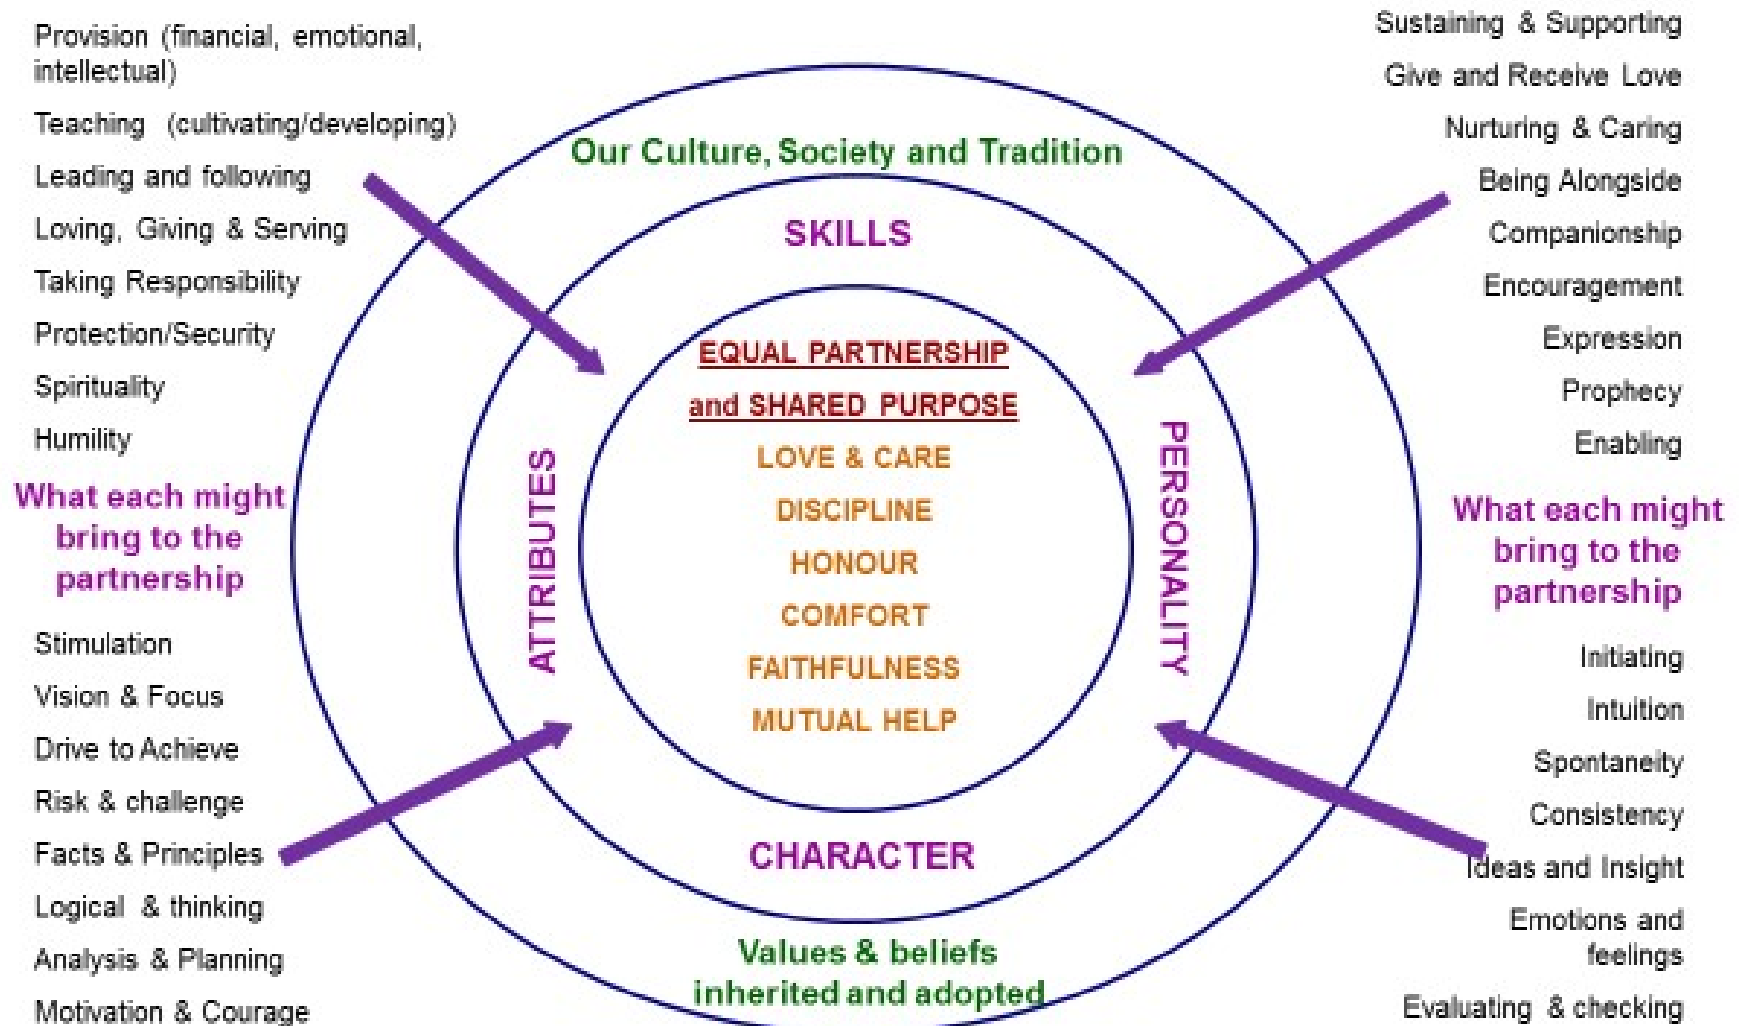 Provision (financial, emotional,
intellectual)
Teaching (cultivating/developing)
Leading and following
Loving, Giving & Serving
Taking Responsibility
Protection/Security
Spirituality
Humility
What each might
bring to the
partnership
Stimulation
Vision & Focus
Drive to Achieve
Risk & challenge
Facts & Principles
Logical & thinking
Analysis & Planning
Motivation & Courage
Our Culture, Society and Tradition
SKILLS
ATTRIBUTES
EQUAL PARTNERSHIP
and SHARED PURPOSE
LOVE & CARE
DISCIPLINE
HONOUR
COMFORT
FAITHFULNESS
MUTUAL HELP
PERSONALITY
CHARACTER
Values & beliefs
inherited and adopted
Sustaining & Supporting
Give and Receive Love
Nurturing & Caring
Being Alongside
Companionship
Encouragement
Expression
Prophecy
Enabling
What each might
bring to the
partnership
Initiating
Intuition
Spontaneity
Consistency
Ideas and Insight
Emotions and
feelings
Evaluating & checking